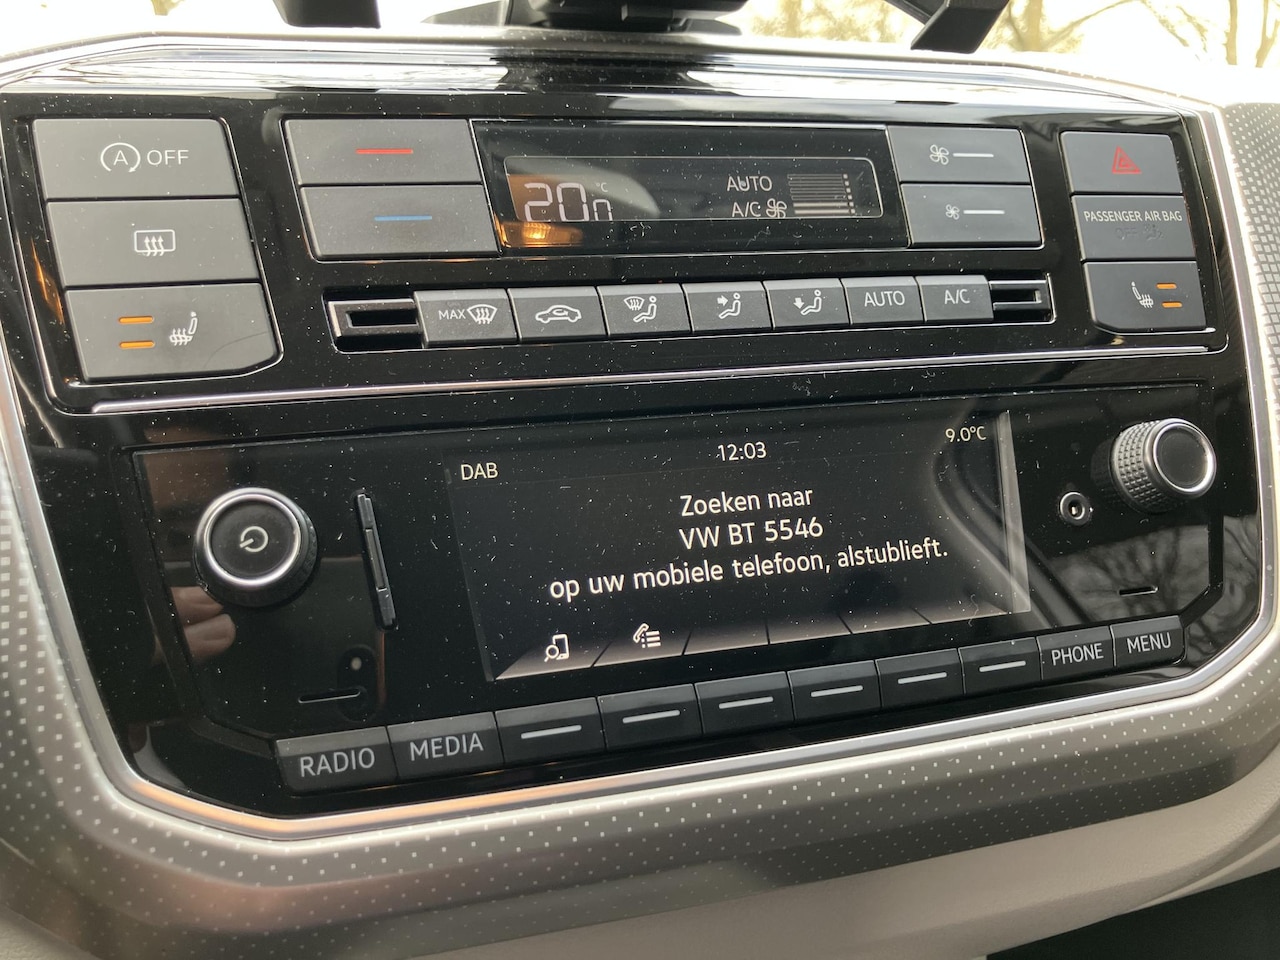 A OFF
20.0 °C
AUTO
A/C
PASSENGER AIR BAG
MAX
AUTO
A/C
DAB
12:03
9.0°C
Zoeken naar
VW BT 5546
op uw mobiele telefoon, alstublieft.
RADIO
MEDIA
PHONE
MENU